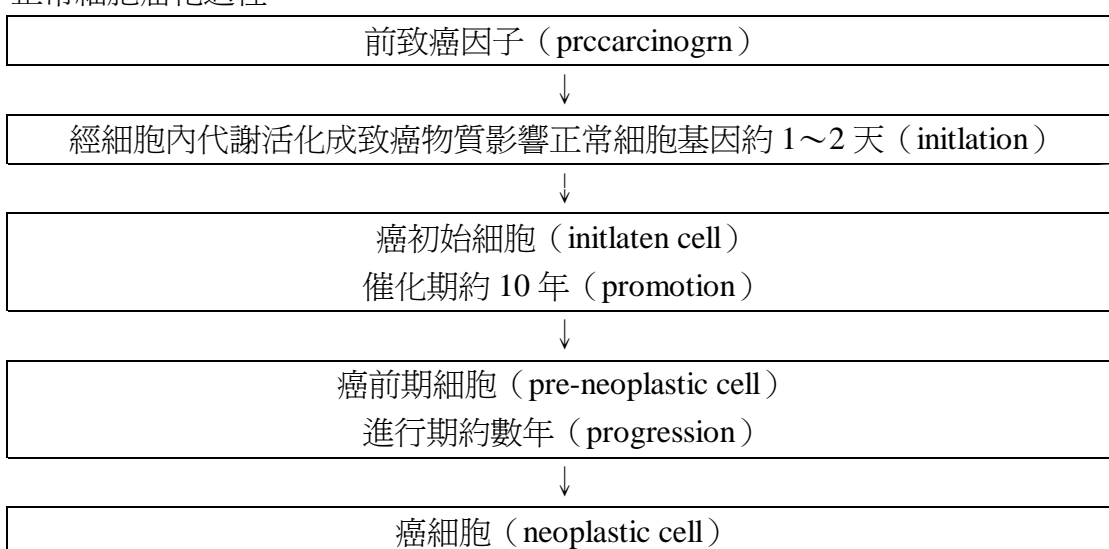 正常細胞癌化過程
前致癌因子（prccarcinogrn）
↓
經細胞內代謝活化成致癌物質影響正常細胞基因約 1～2 天（initlation）
↓
癌初始細胞（initlaten cell）
催化期約 10 年（promotion）
↓
癌前期細胞（pre-neoplastic cell）
進行期約數年（progression）
↓
癌細胞（neoplastic cell）